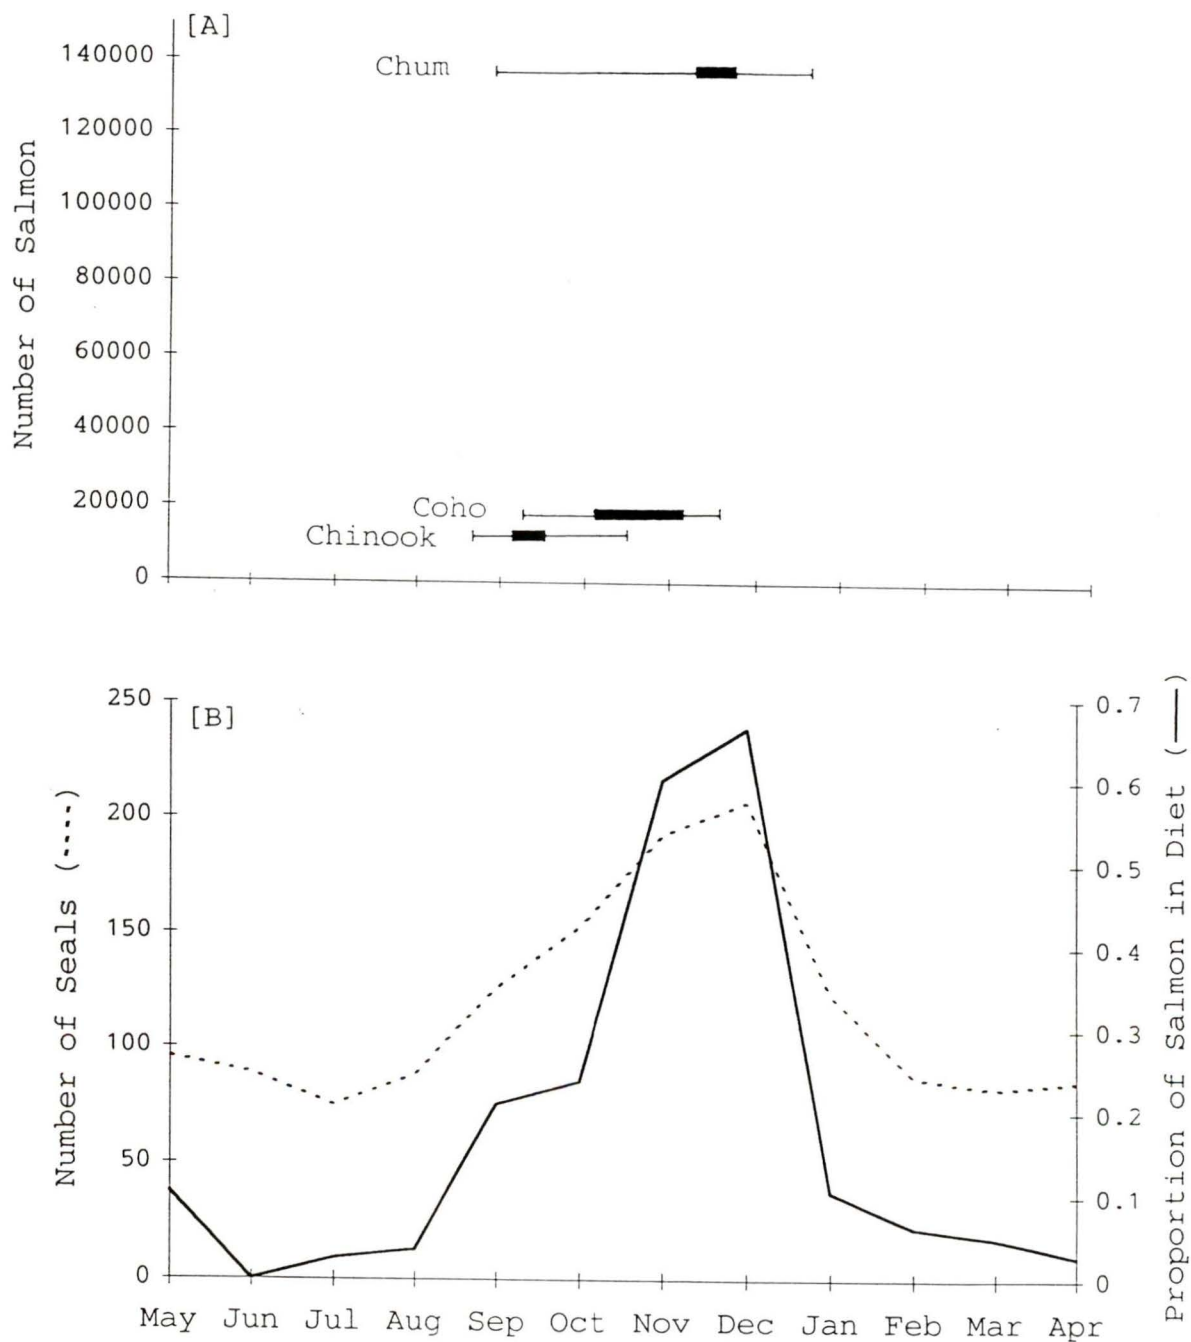 [A]
Number of Salmon
140000
120000
100000
80000
60000
40000
20000
0
Chum
Coho
Chinook
[B]
Number of Seals (----)
250
200
150
100
50
0
Proportion of Salmon in Diet (—)
0.7
0.6
0.5
0.4
0.3
0.2
0.1
0
May Jun Jul Aug Sep Oct Nov Dec Jan Feb Mar Apr